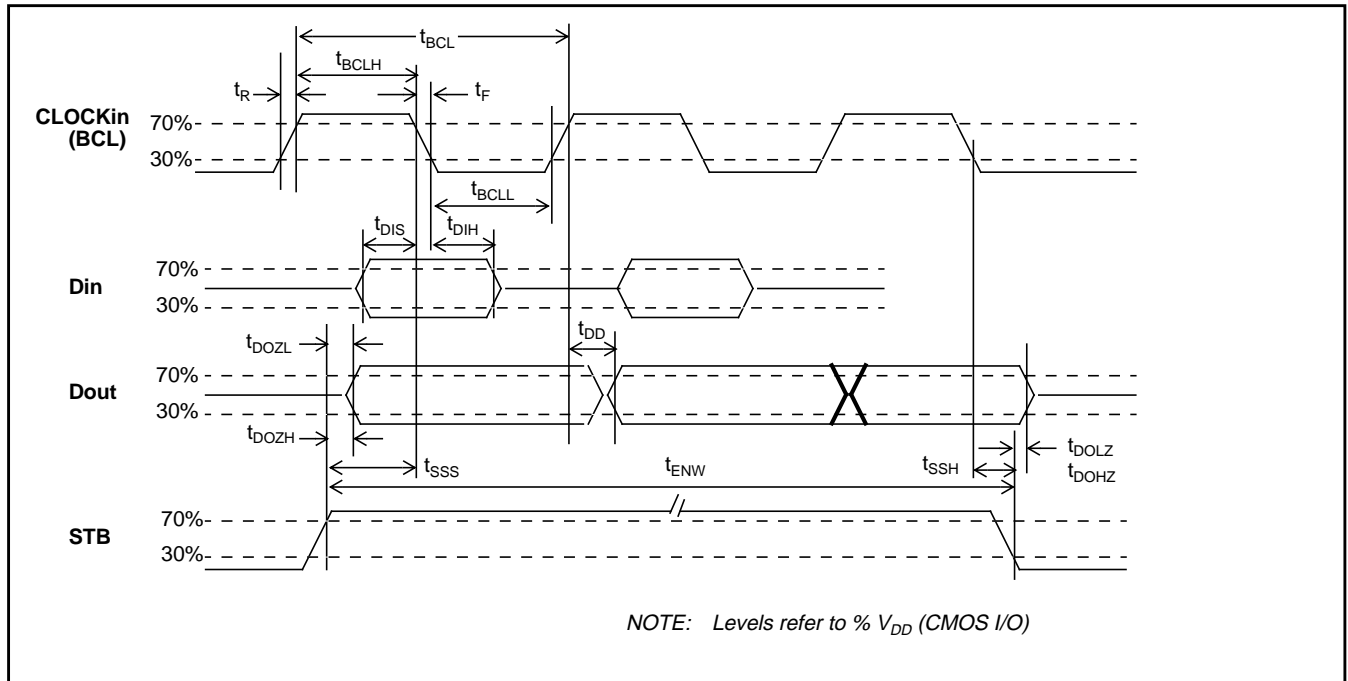 tBCL
tBCLH
tR
tF
CLOCKin
(BCL)
70%
30%
tBCLL
tDIS
tDIH
70%
Din
30%
tDD
tDOZL
70%
Dout
30%
tDOZH
tSSS
tENW
tSSH
tDOLZ
tDOHZ
70%
STB
30%
NOTE: Levels refer to % VDD (CMOS I/O)